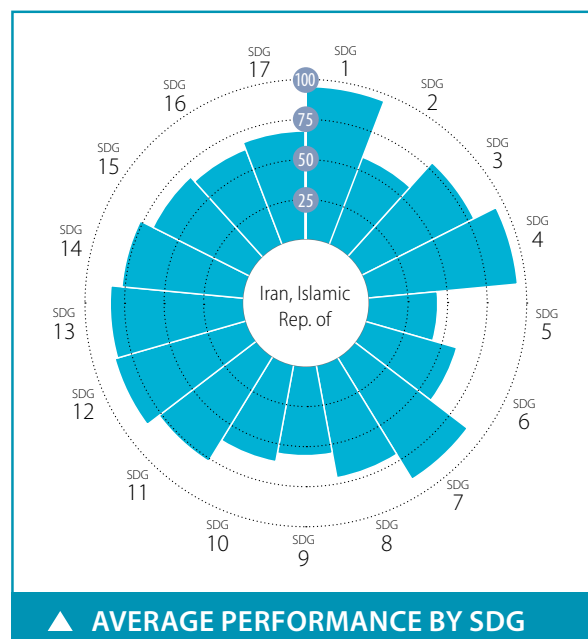 SDG
1
SDG
2
SDG
3
SDG
4
SDG
5
SDG
6
SDG
7
SDG
8
SDG
9
SDG
10
SDG
11
SDG
12
SDG
13
SDG
14
SDG
15
SDG
16
SDG
17
100
75
50
25
Iran, Islamic
Rep. of
▲ AVERAGE PERFORMANCE BY SDG